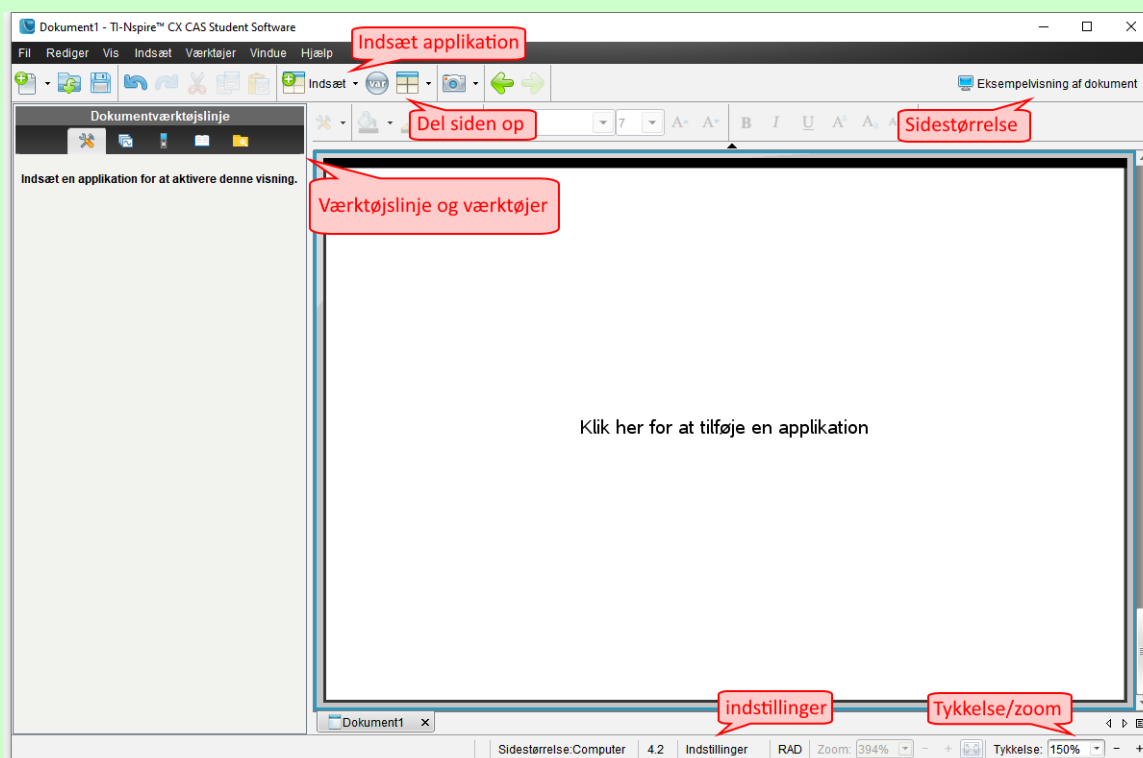 Dokument1 - TI-Nspire™ CX CAS Student Software
Fil Rediger Vis Indsæt Værktøjer Vindue Hjælp
Indsæt applikation
Indsæt
var
Eksempelvisning af dokument
Dokumentværktøjslinje
Del siden op
7
B I U
Sidestørrelse
Indsæt en applikation for at aktivere denne visning.
Værktøjslinje og værktøjer
Klik her for at tilføje en applikation
indstillinger
Tykkelse/zoom
Dokument1
Sidestørrelse:Computer 4.2 Indstillinger RAD Zoom: 394% - + Tykkelse: 150% - +